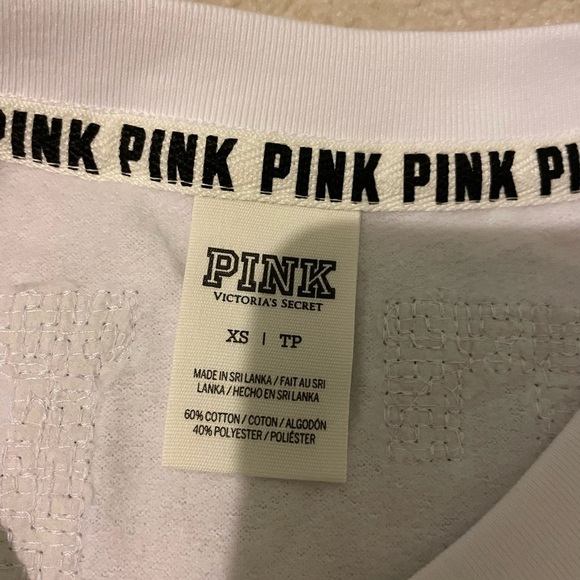 PINK PINK PINK PINK PI
PINK
VICTORIA'S SECRET
XS | TP
MADE IN SRI LANKA / FAIT AU SRI
LANKA / HECHO EN SRI LANKA
60% COTTON / COTON / ALGODÓN
40% POLYESTER / POLIÉSTER